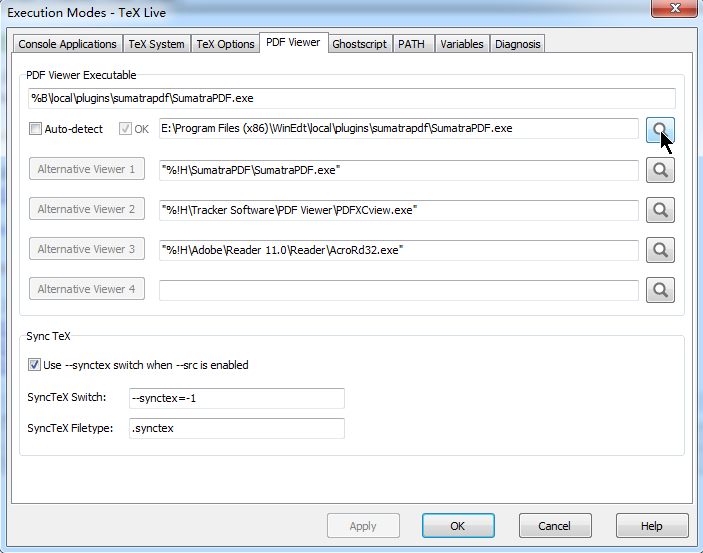 Execution Modes - TeX Live
Console Applications TeX System TeX Options PDF Viewer Ghostscript PATH Variables Diagnosis
PDF Viewer Executable
%B\local\plugins\sumatrapdf\SumatraPDF.exe
Auto-detect OK E:\Program Files (x86)\WinEdt\local\plugins\sumatrapdf\SumatraPDF.exe
Alternative Viewer 1 "%!H\SumatraPDF\SumatraPDF.exe"
Alternative Viewer 2 "%!H\Tracker Software\PDF Viewer\PDFXCview.exe"
Alternative Viewer 3 "%!H\Adobe\Reader 11.0\Reader\AcroRd32.exe"
Alternative Viewer 4
Sync TeX
Use --synctex switch when --src is enabled
SyncTeX Switch: --synctex=-1
SyncTeX Filetype: .synctex
Apply OK Cancel Help